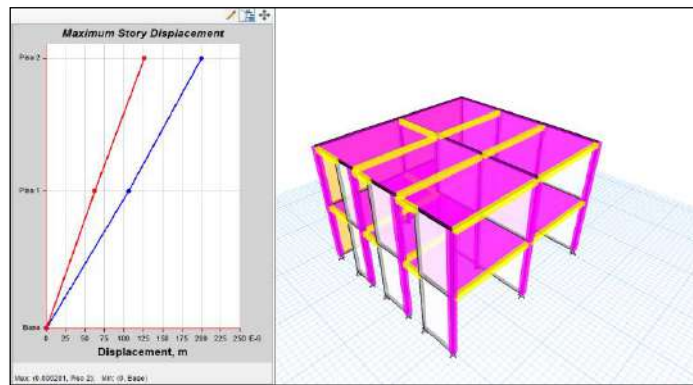 Maximum Story Displacement
Piso 2
Piso 1
Base
0 25 50 75 100 125 150 175 200 225 250 E-6
Displacement, m
Max: (0.000201, Piso 2); Min: (0, Base)